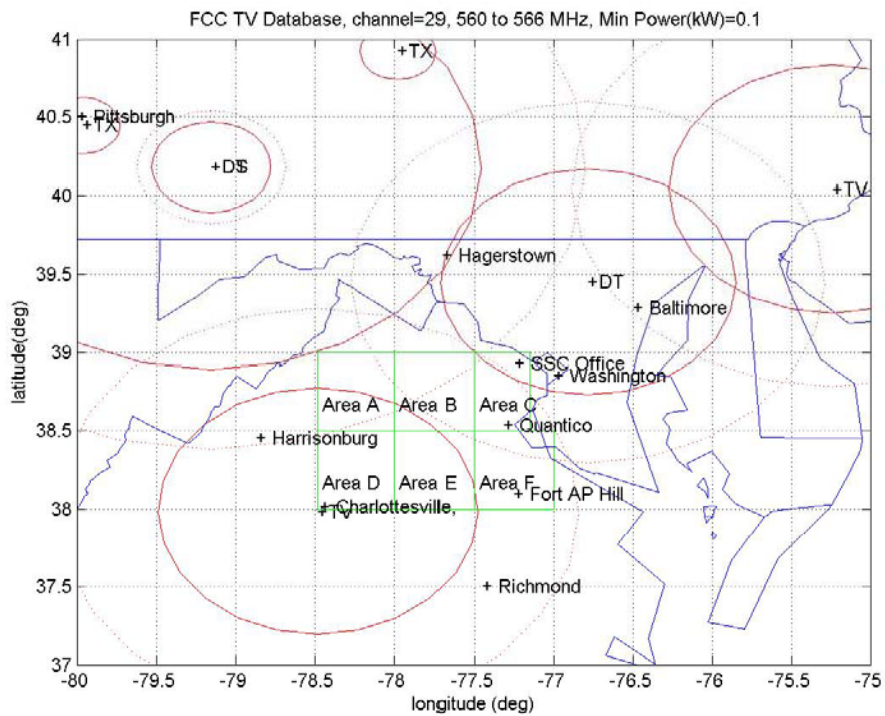 FCC TV Database, channel=29, 560 to 566 MHz, Min Power(kW)=0.1
latitude(deg)
41
40.5
40
39.5
39
38.5
38
37.5
37
TX
Pittsburgh
TX
TV
Hagerstown
DT
Baltimore
SSC Office
Washington
Area A
Area B
Area C
Quantico
Harrisonburg
Area D
Area E
Area F
Fort AP Hill
Charlottesville,
TV
Richmond
-80
-79.5
-79
-78.5
-78
-77.5
-77
-76.5
-76
-75.5
-75
longitude (deg)